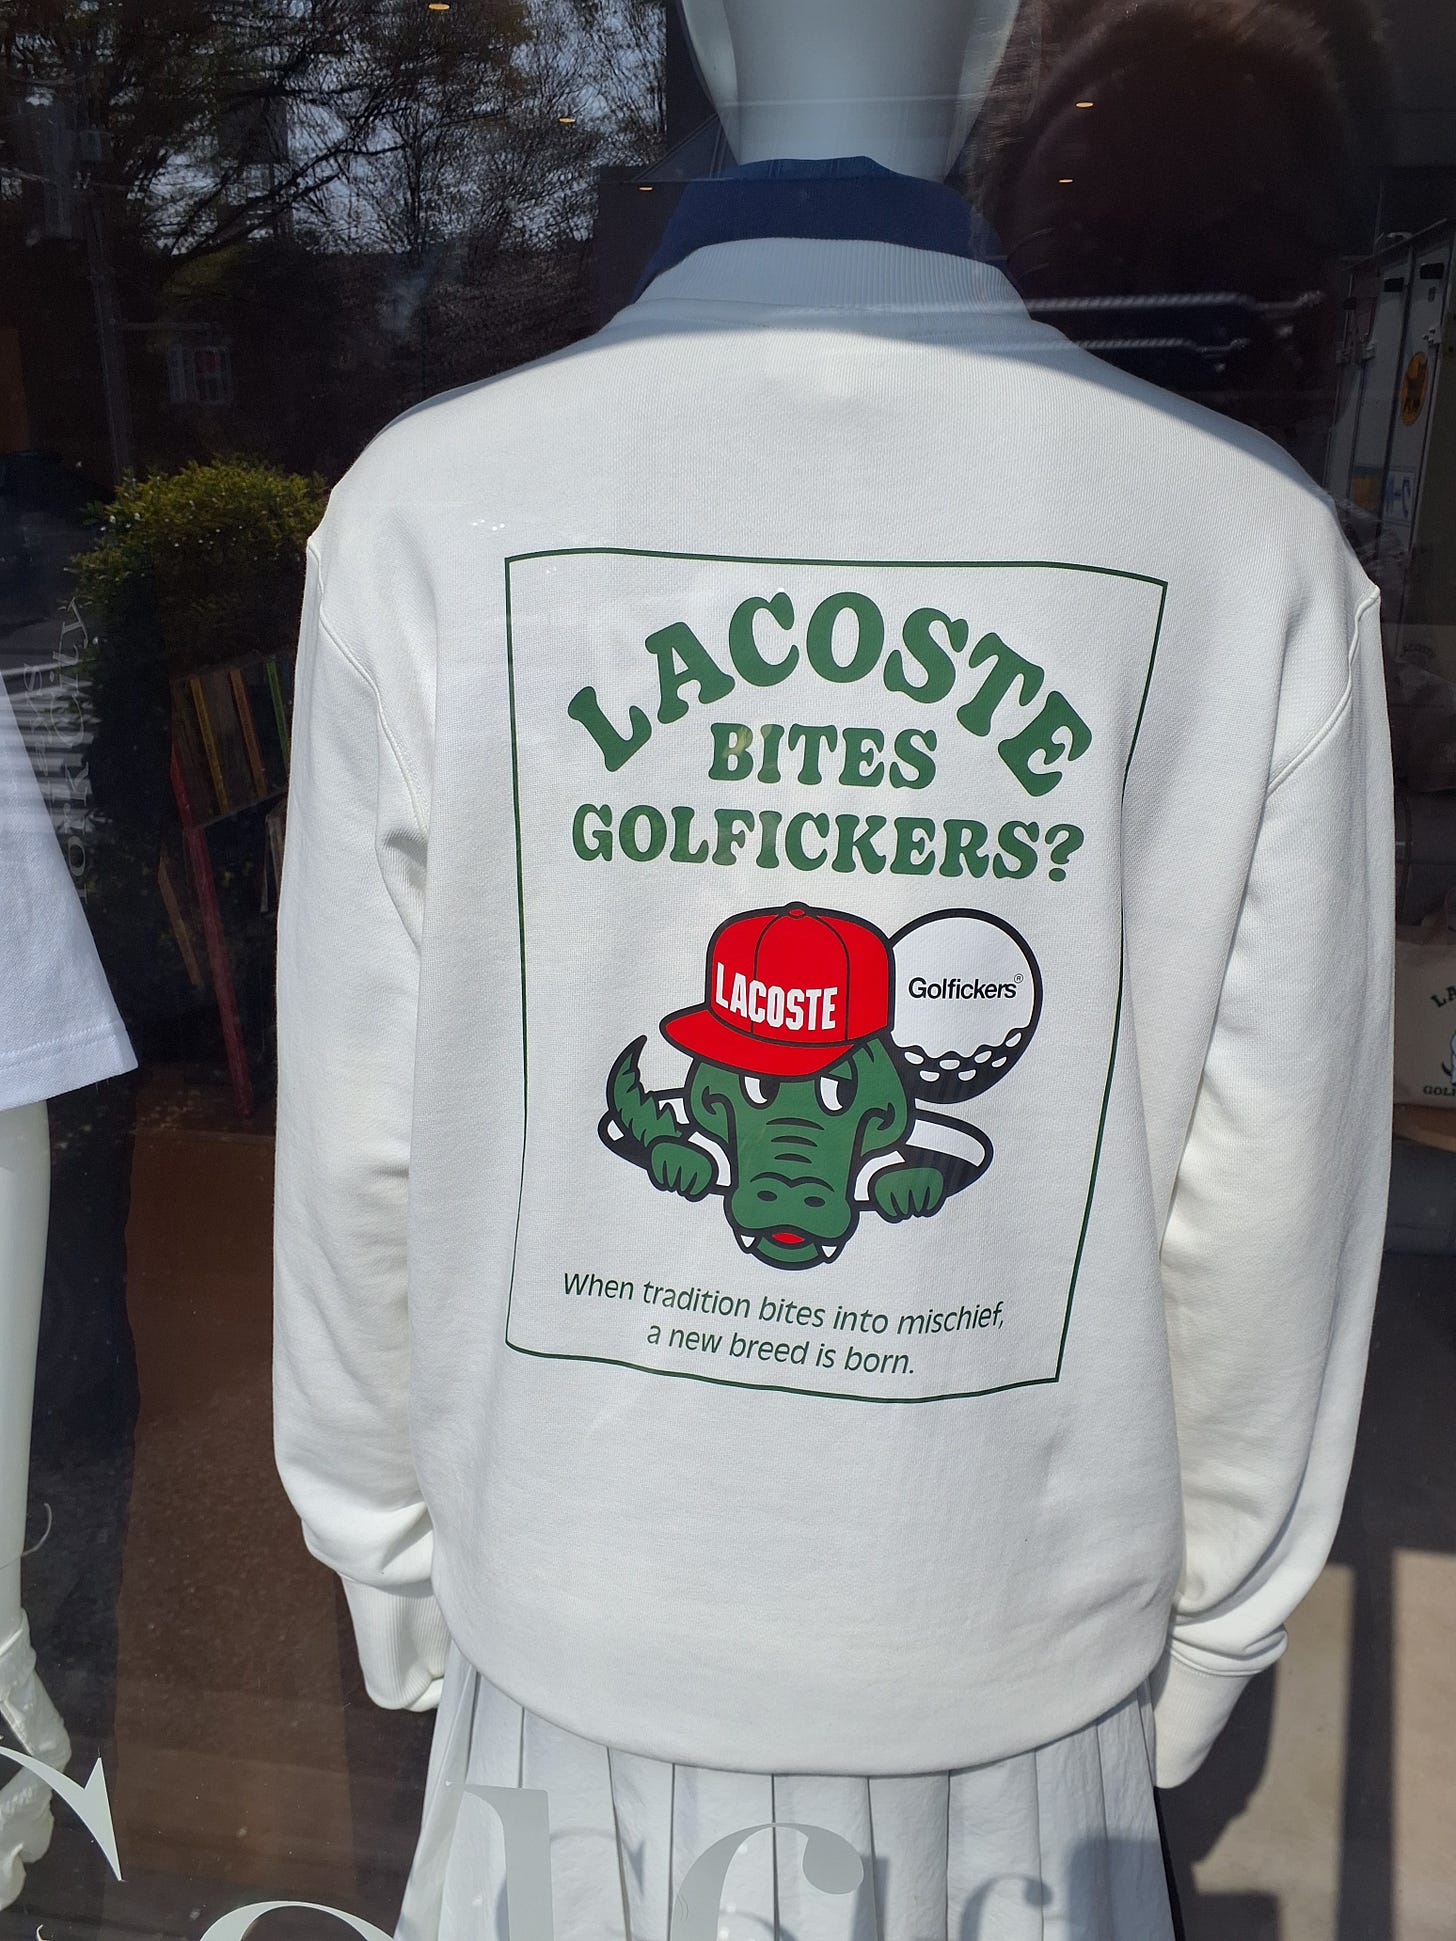 LACOSTE
BITES
GOLFICKERS?
LACOSTE
Golfickers®
When tradition bites into mischief,
a new breed is born.